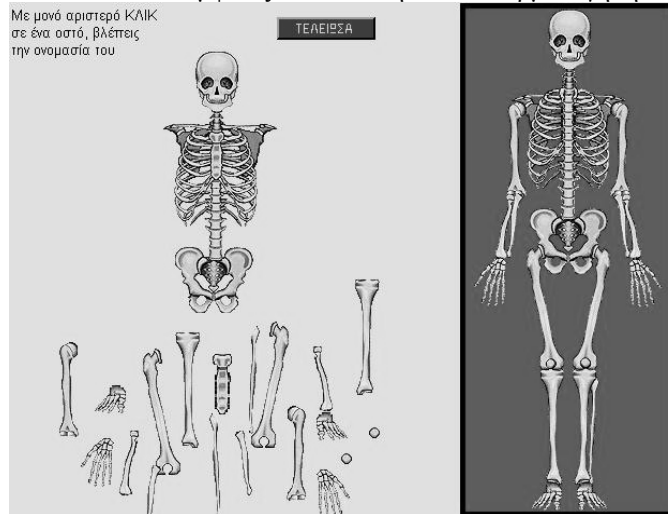 Με μονό αριστερό ΚΛΙΚ
σε ένα οστό, βλέπεις
την ονομασία του
ΤΕΛΕΙΩΣΑ